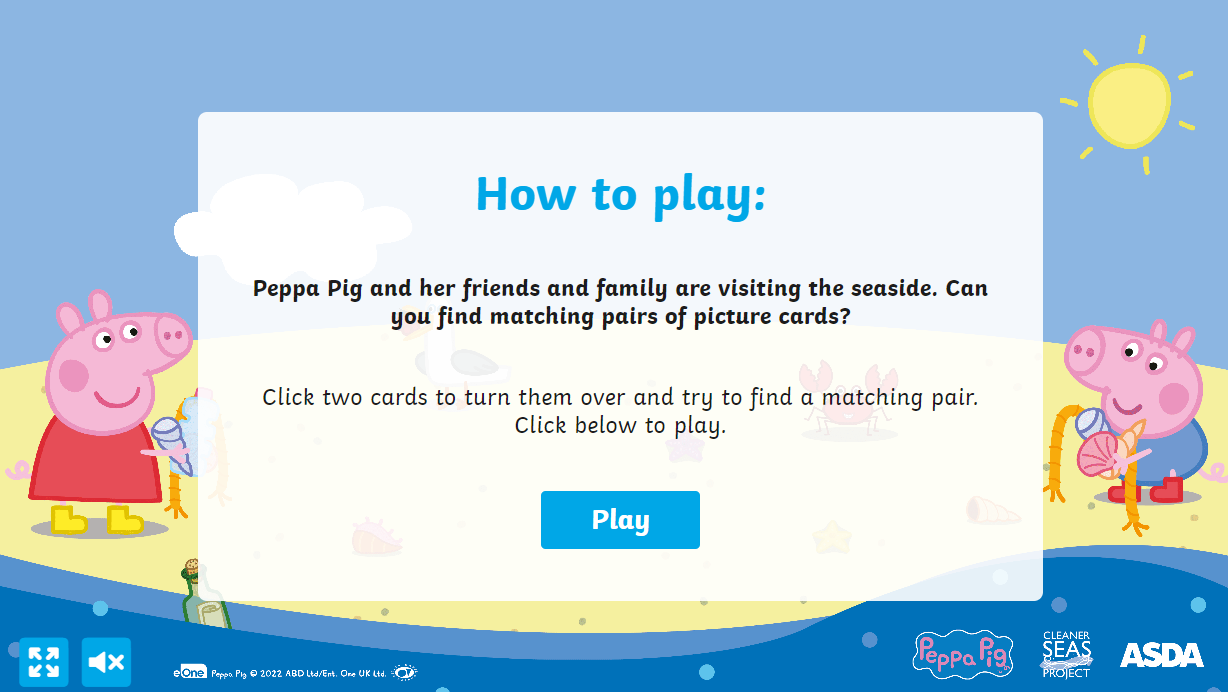 How to play:
Peppa Pig and her friends and family are visiting the seaside. Can
you find matching pairs of picture cards?
Click two cards to turn them over and try to find a matching pair.
Click below to play.
Play
eOne Peppa Pig © 2022 ABD Ltd/Ent. One UK Ltd.
Peppa Pig
CLEANER
SEAS
PROJECT
ASDA